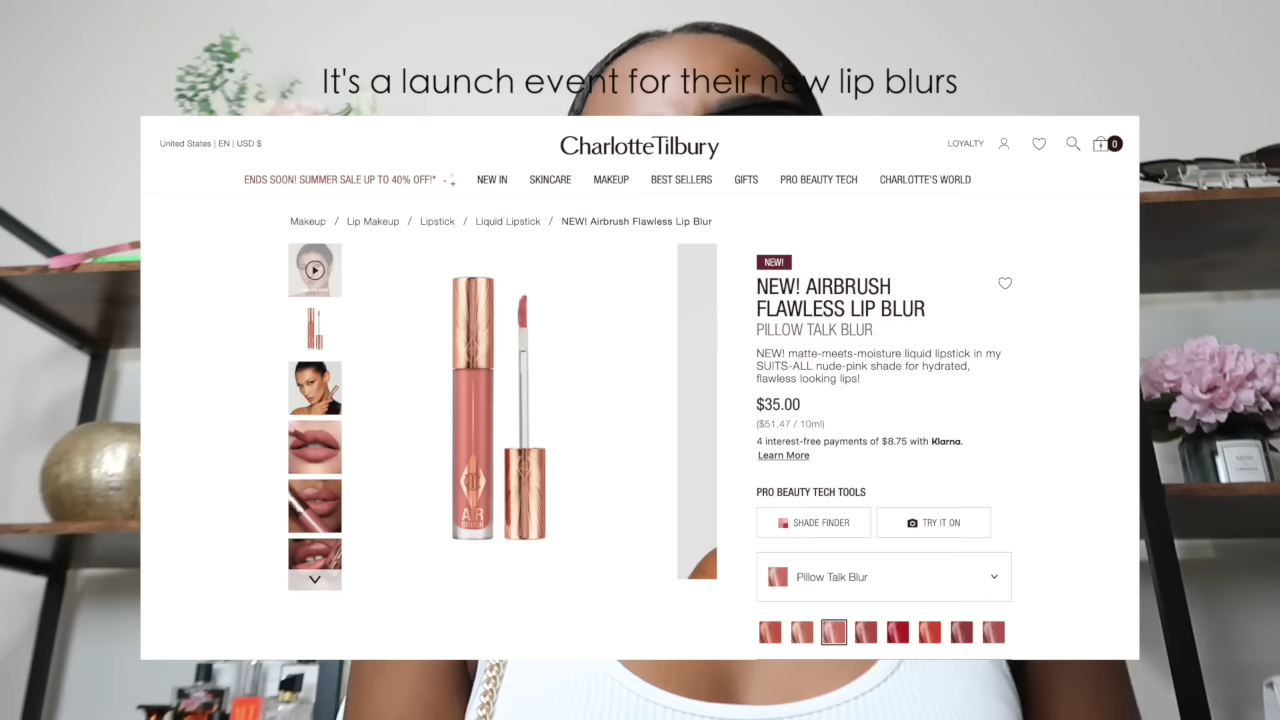 It's a launch event for their new lip blurs
United States | EN | USD $
CharlotteTilbury
LOYALTY
0
ENDS SOON! SUMMER SALE UP TO 40% OFF!*
NEW IN
SKINCARE
MAKEUP
BEST SELLERS
GIFTS
PRO BEAUTY TECH
CHARLOTTE'S WORLD
Makeup / Lip Makeup / Lipstick / Liquid Lipstick / NEW! Airbrush Flawless Lip Blur
NEW!
NEW! AIRBRUSH
FLAWLESS LIP BLUR
PILLOW TALK BLUR
NEW! matte-meets-moisture liquid lipstick in my
SUITS-ALL nude-pink shade for hydrated,
flawless looking lips!
$35.00
($51.47 / 10ml)
4 interest-free payments of $8.75 with Klarna.
Learn More
PRO BEAUTY TECH TOOLS
SHADE FINDER
TRY IT ON
Pillow Talk Blur
AIR
BRUSH